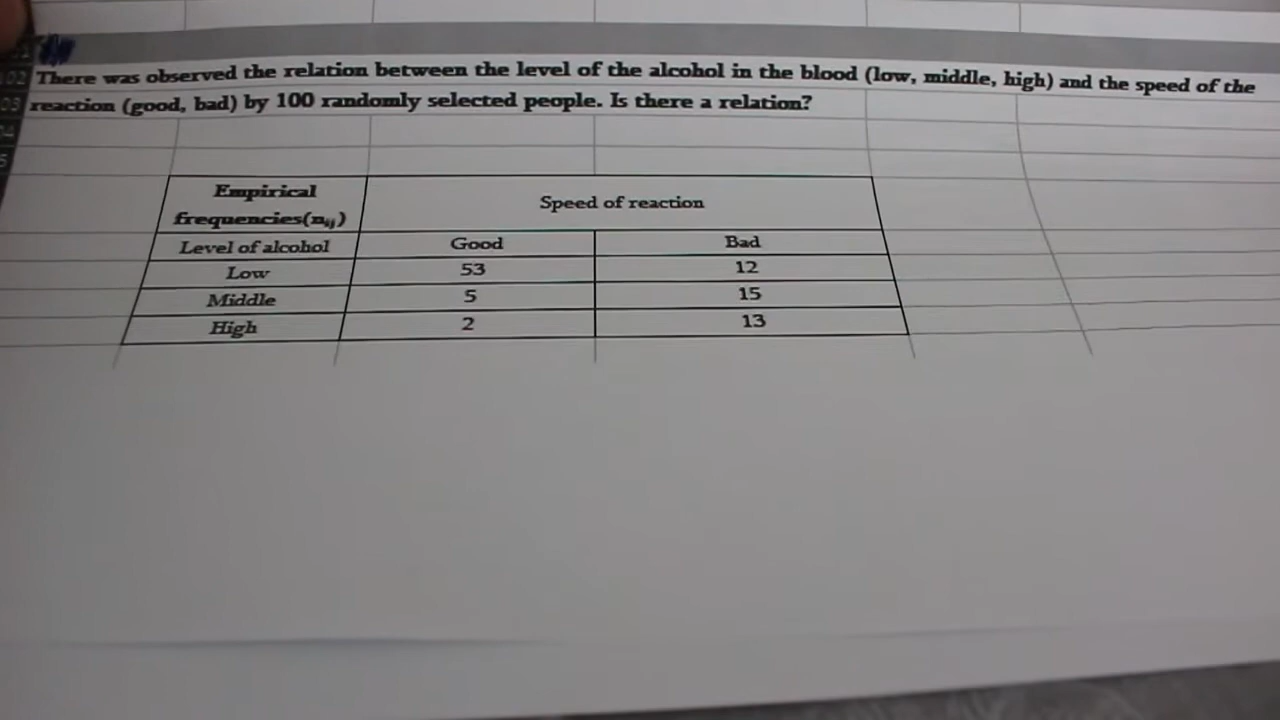 02 There was observed the relation between the level of the alcohol in the blood (low, middle, high) and the speed of the
03 reaction (good, bad) by 100 randomly selected people. Is there a relation?
Empirical frequencies(nij) Speed of reaction
Level of alcohol Good Bad
Low 53 12
Middle 5 15
High 2 13